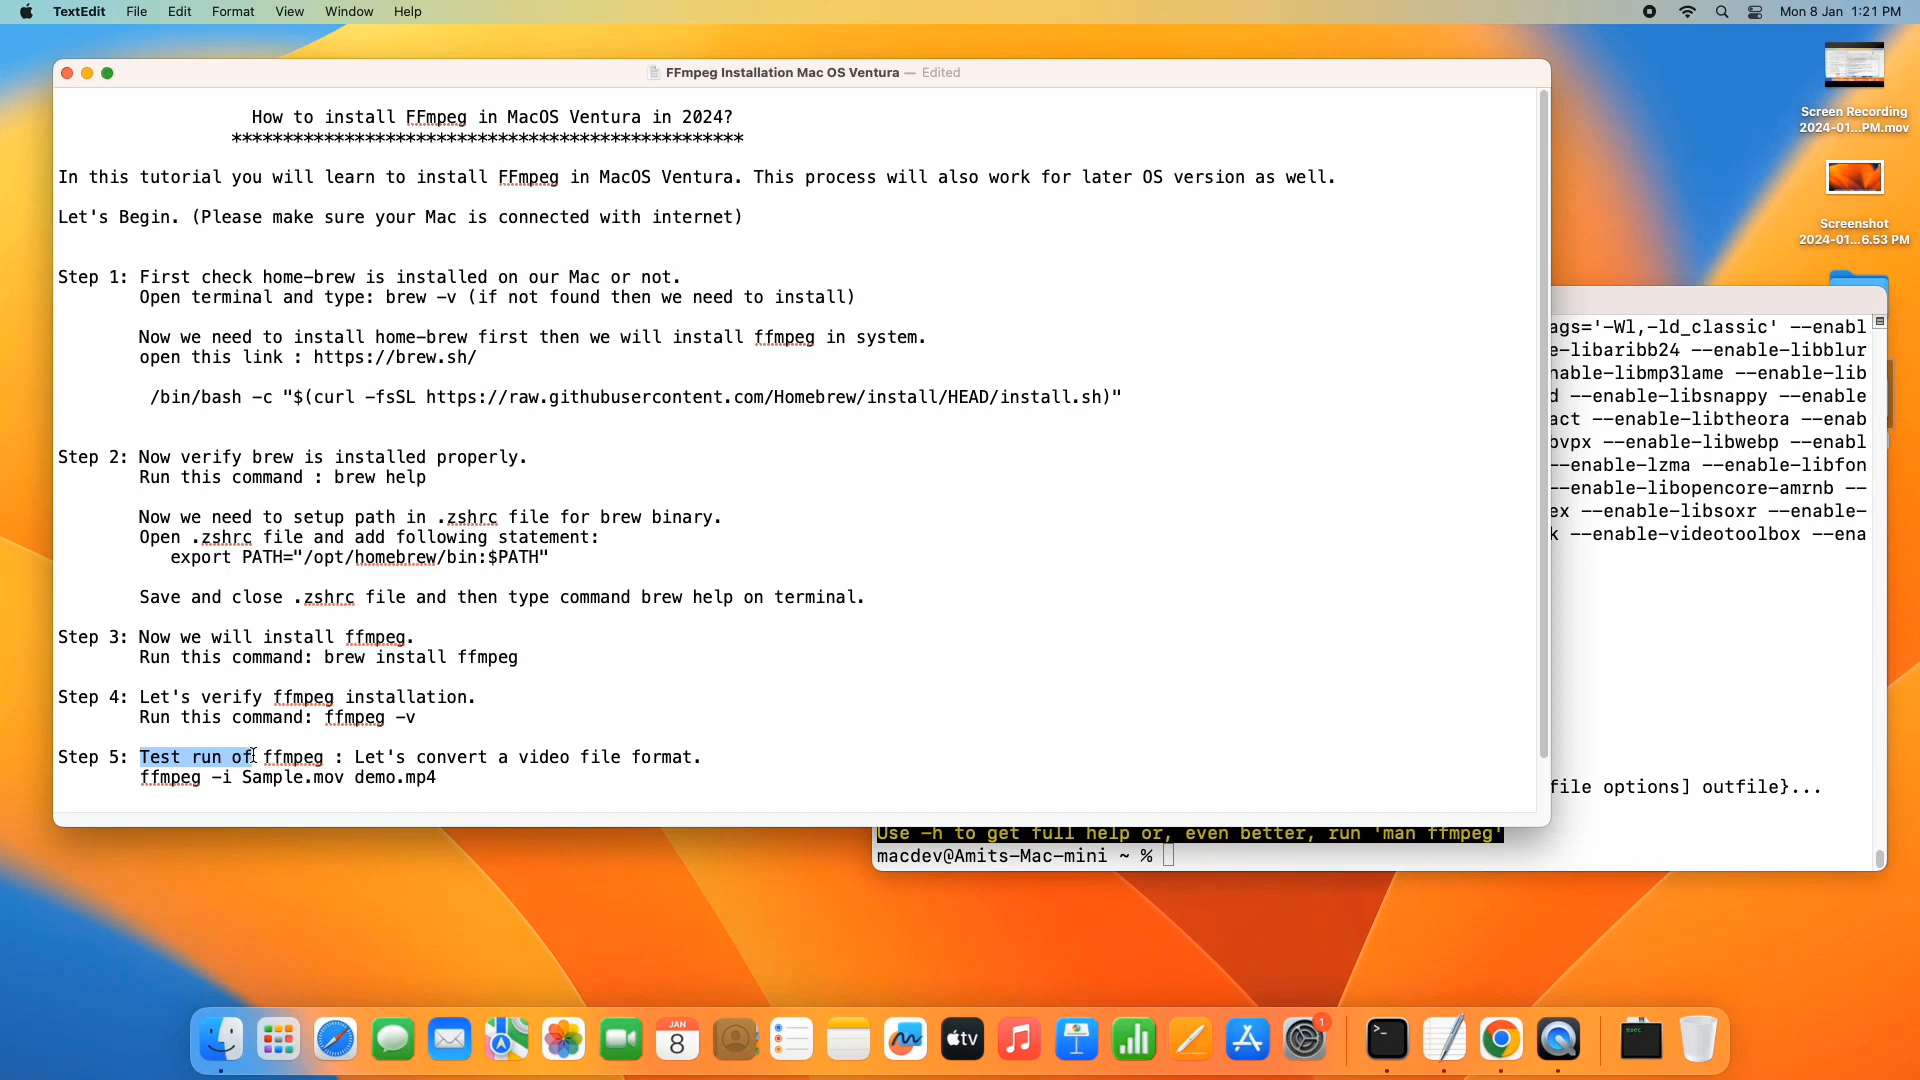 TextEdit File Edit Format View Window Help
Mon 8 Jan 1:21 PM
FFmpeg Installation Mac OS Ventura — Edited
How to install FFmpeg in MacOS Ventura in 2024?
**************************************************
In this tutorial you will learn to install FFmpeg in MacOS Ventura. This process will also work for later OS version as well.
Let's Begin. (Please make sure your Mac is connected with internet)
Step 1: First check home-brew is installed on our Mac or not.
Open terminal and type: brew -v (if not found then we need to install)
Now we need to install home-brew first then we will install ffmpeg in system.
open this link : https://brew.sh/
/bin/bash -c "$(curl -fsSL https://raw.githubusercontent.com/Homebrew/install/HEAD/install.sh)"
Step 2: Now verify brew is installed properly.
Run this command : brew help
Now we need to setup path in .zshrc file for brew binary.
Open .zshrc file and add following statement:
export PATH="/opt/homebrew/bin:$PATH"
Save and close .zshrc file and then type command brew help on terminal.
Step 3: Now we will install ffmpeg.
Run this command: brew install ffmpeg
Step 4: Let's verify ffmpeg installation.
Run this command: ffmpeg -v
Step 5: Test run of ffmpeg : Let's convert a video file format.
ffmpeg -i Sample.mov demo.mp4
Screen Recording
2024-01...PM.mov
Screenshot
2024-01...6.53 PM
ags='-Wl,-ld_classic' --enabl
e-libaribb24 --enable-libblur
nable-libmp3lame --enable-lib
d --enable-libsnappy --enable
act --enable-libtheora --enab
bvpx --enable-libwebp --enabl
--enable-lzma --enable-libfon
--enable-libopencore-amrnb --
ex --enable-libsoxr --enable-
k --enable-videotoolbox --ena
file options] outfile}...
Use -h to get full help or, even better, run 'man ffmpeg'
macdev@Amits-Mac-mini ~ %
JAN
8
tv
1
>_
exec